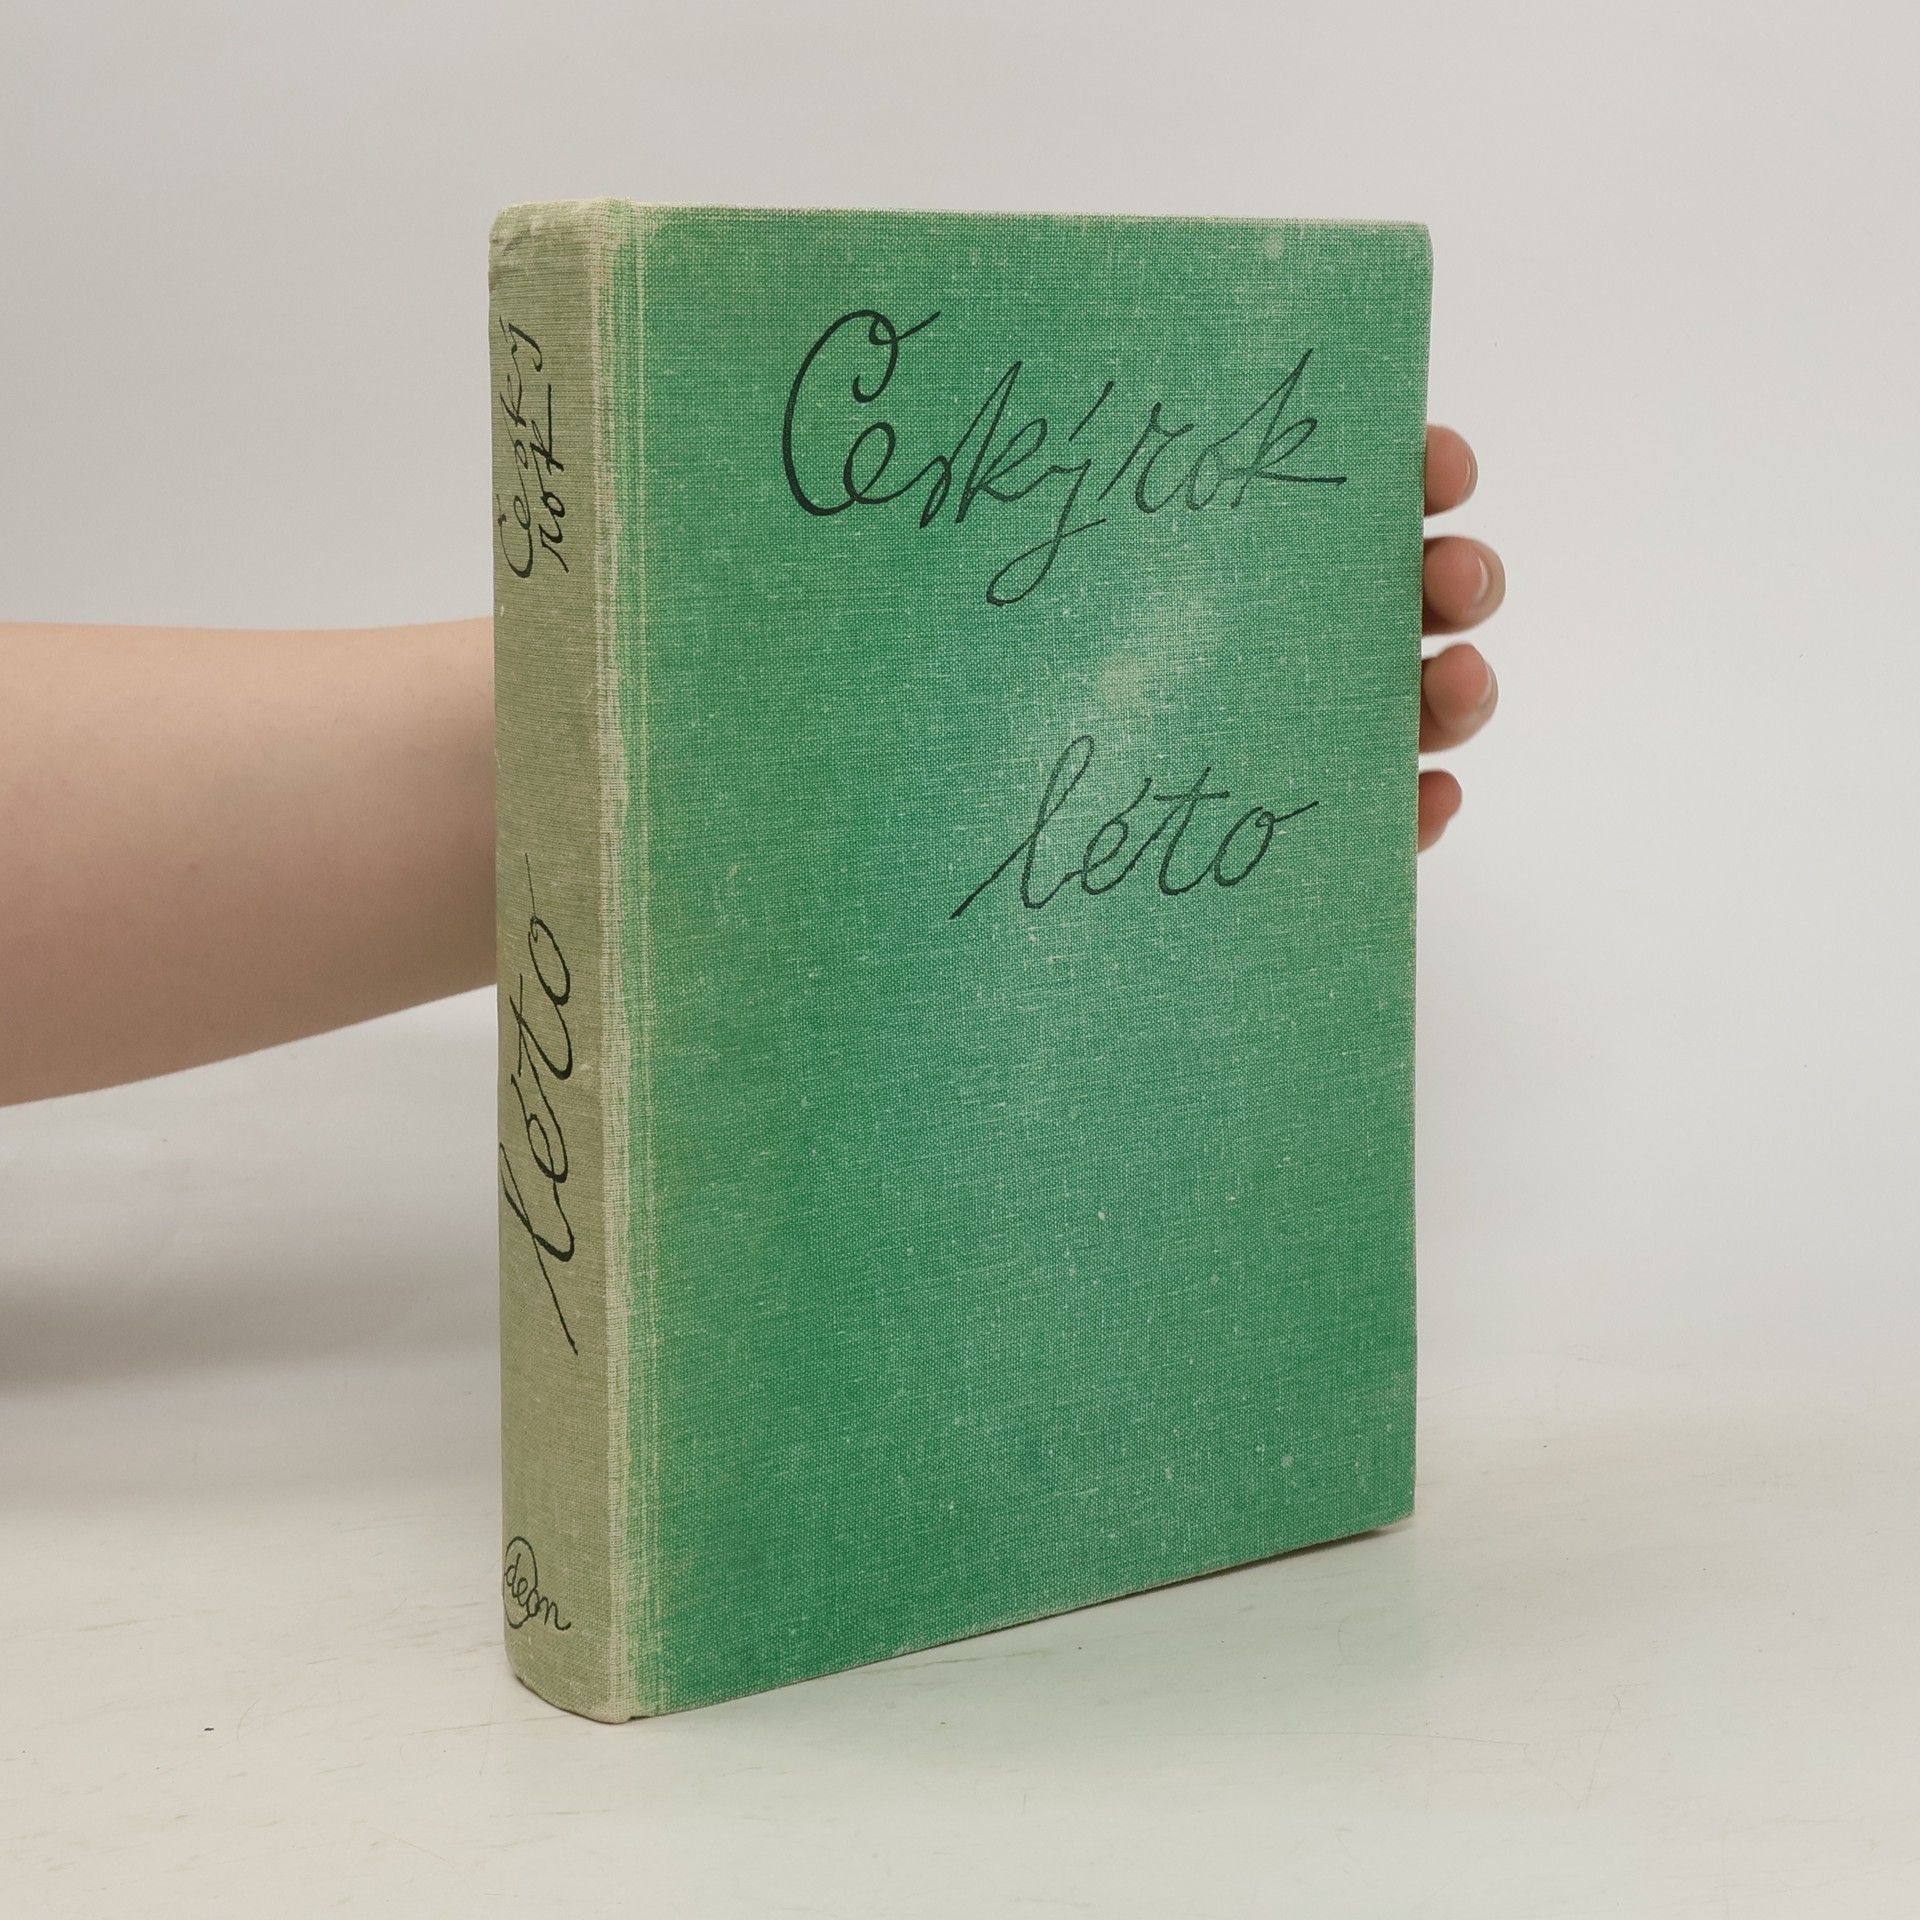 Český
rok
léto
Odeon
Český rok
léto